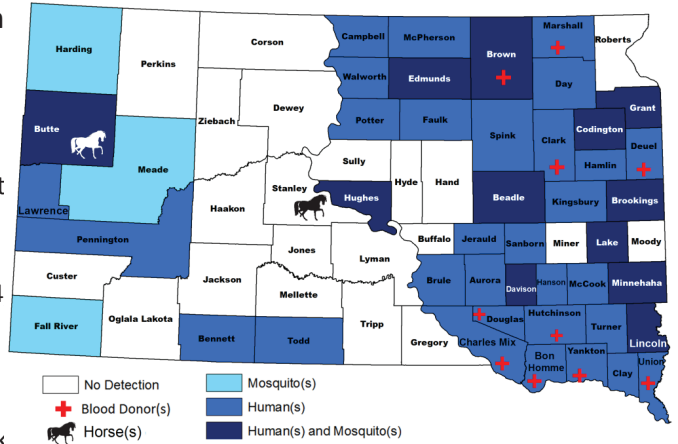 Harding
Perkins
Corson
Campbell
McPherson
Brown
Marshall
Roberts
Walworth
Edmunds
Day
Butte
Meade
Ziebach
Dewey
Potter
Faulk
Spink
Clark
Codington
Grant
Deuel
Hamlin
Sully
Stanley
Hughes
Hyde
Hand
Beadle
Kingsbury
Brookings
Lawrence
Haakon
Pennington
Jones
Lyman
Buffalo
Jerauld
Sanborn
Miner
Lake
Moody
Custer
Jackson
Mellette
Brule
Aurora
Davison
Hanson
McCook
Minnehaha
Fall River
Oglala Lakota
Bennett
Todd
Tripp
Gregory
Charles Mix
Douglas
Hutchinson
Turner
Lincoln
Bon
Homme
Yankton
Clay
Union
No Detection
Blood Donor(s)
Horse(s)
Mosquito(s)
Human(s)
Human(s) and Mosquito(s)